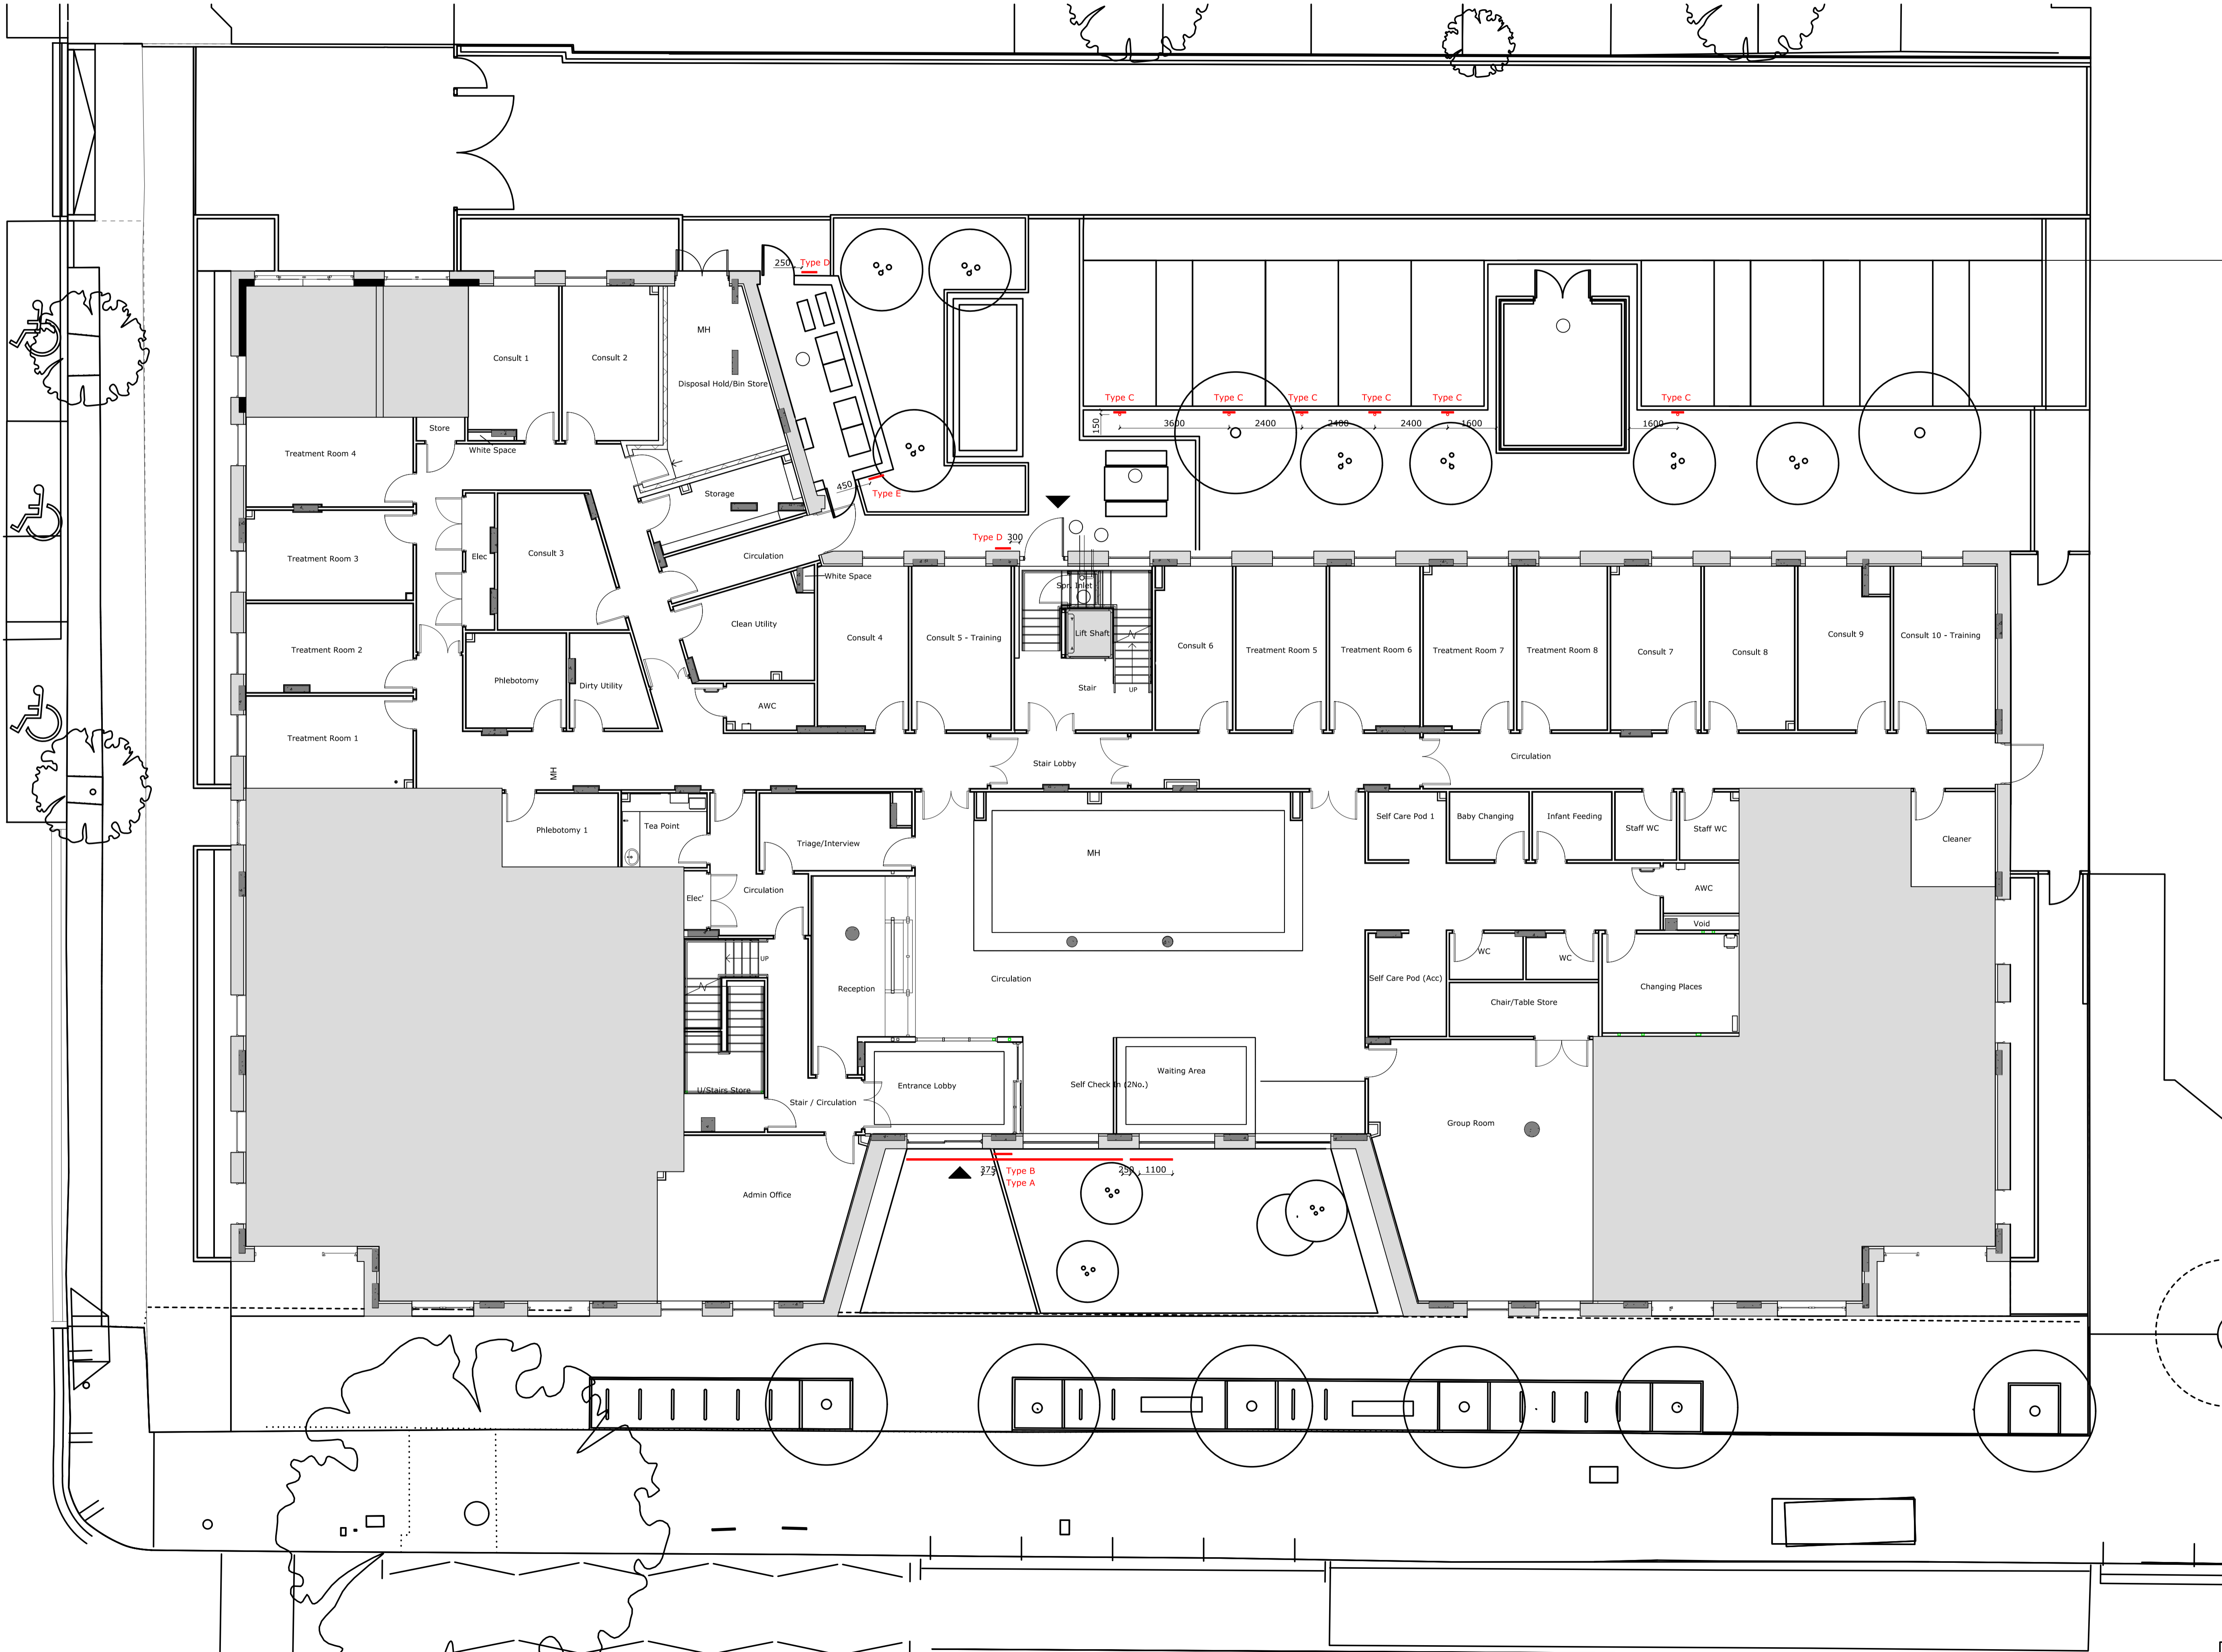 250
Type D
MH
Consult 1
Consult 2
Disposal Hold/Bin Store
Type C
Type C
Type C
Type C
Type C
Type C
150
3600
2400
2400
2400
1600
1600
Store
White Space
Treatment Room 4
450
Type E
Storage
Type D
300
Treatment Room 3
Elec
Consult 3
Circulation
White Space
Spr. Inlet
Clean Utility
Lift Shaft
Consult 4
Consult 5 - Training
Consult 6
Treatment Room 5
Treatment Room 6
Treatment Room 7
Treatment Room 8
Consult 7
Consult 8
Consult 9
Consult 10 - Training
Treatment Room 2
Phlebotomy
Dirty Utility
Stair
UP
AWC
Treatment Room 1
MH
Stair Lobby
Circulation
Phlebotomy 1
Tea Point
Triage/Interview
MH
Self Care Pod 1
Baby Changing
Infant Feeding
Staff WC
Staff WC
Cleaner
Elec'
Circulation
AWC
Void
UP
Reception
Circulation
Self Care Pod (Acc)
WC
WC
Changing Places
Chair/Table Store
U/Stairs Store
Stair / Circulation
Entrance Lobby
Self Check In (2No.)
Waiting Area
Group Room
375
Type B
Type A
250
1100
Admin Office